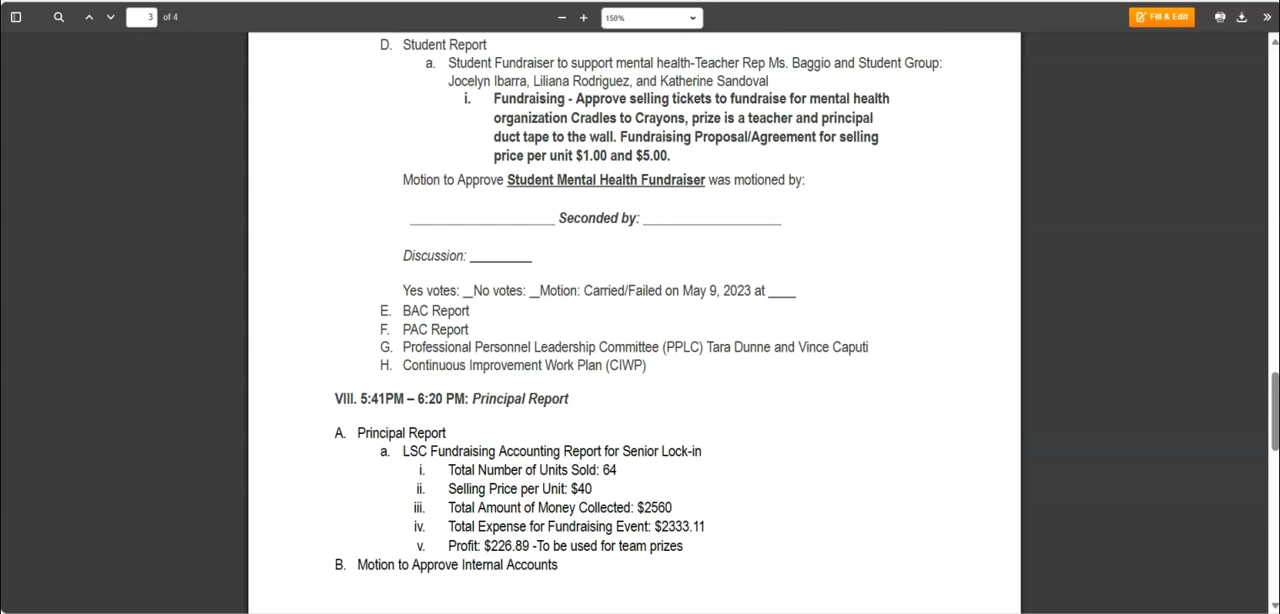 3 of 4
150%
Fill & Edit
D. Student Report
a. Student Fundraiser to support mental health-Teacher Rep Ms. Baggio and Student Group:
Jocelyn Ibarra, Liliana Rodriguez, and Katherine Sandoval
i. Fundraising - Approve selling tickets to fundraise for mental health
organization Cradles to Crayons, prize is a teacher and principal
duct tape to the wall. Fundraising Proposal/Agreement for selling
price per unit $1.00 and $5.00.
Motion to Approve Student Mental Health Fundraiser was motioned by:
____________________ Seconded by: ___________________
Discussion: _________
Yes votes: __No votes: __Motion: Carried/Failed on May 9, 2023 at ____
E. BAC Report
F. PAC Report
G. Professional Personnel Leadership Committee (PPLC) Tara Dunne and Vince Caputi
H. Continuous Improvement Work Plan (CIWP)
VIII. 5:41PM – 6:20 PM: Principal Report
A. Principal Report
a. LSC Fundraising Accounting Report for Senior Lock-in
i. Total Number of Units Sold: 64
ii. Selling Price per Unit: $40
iii. Total Amount of Money Collected: $2560
iv. Total Expense for Fundraising Event: $2333.11
v. Profit: $226.89 -To be used for team prizes
B. Motion to Approve Internal Accounts